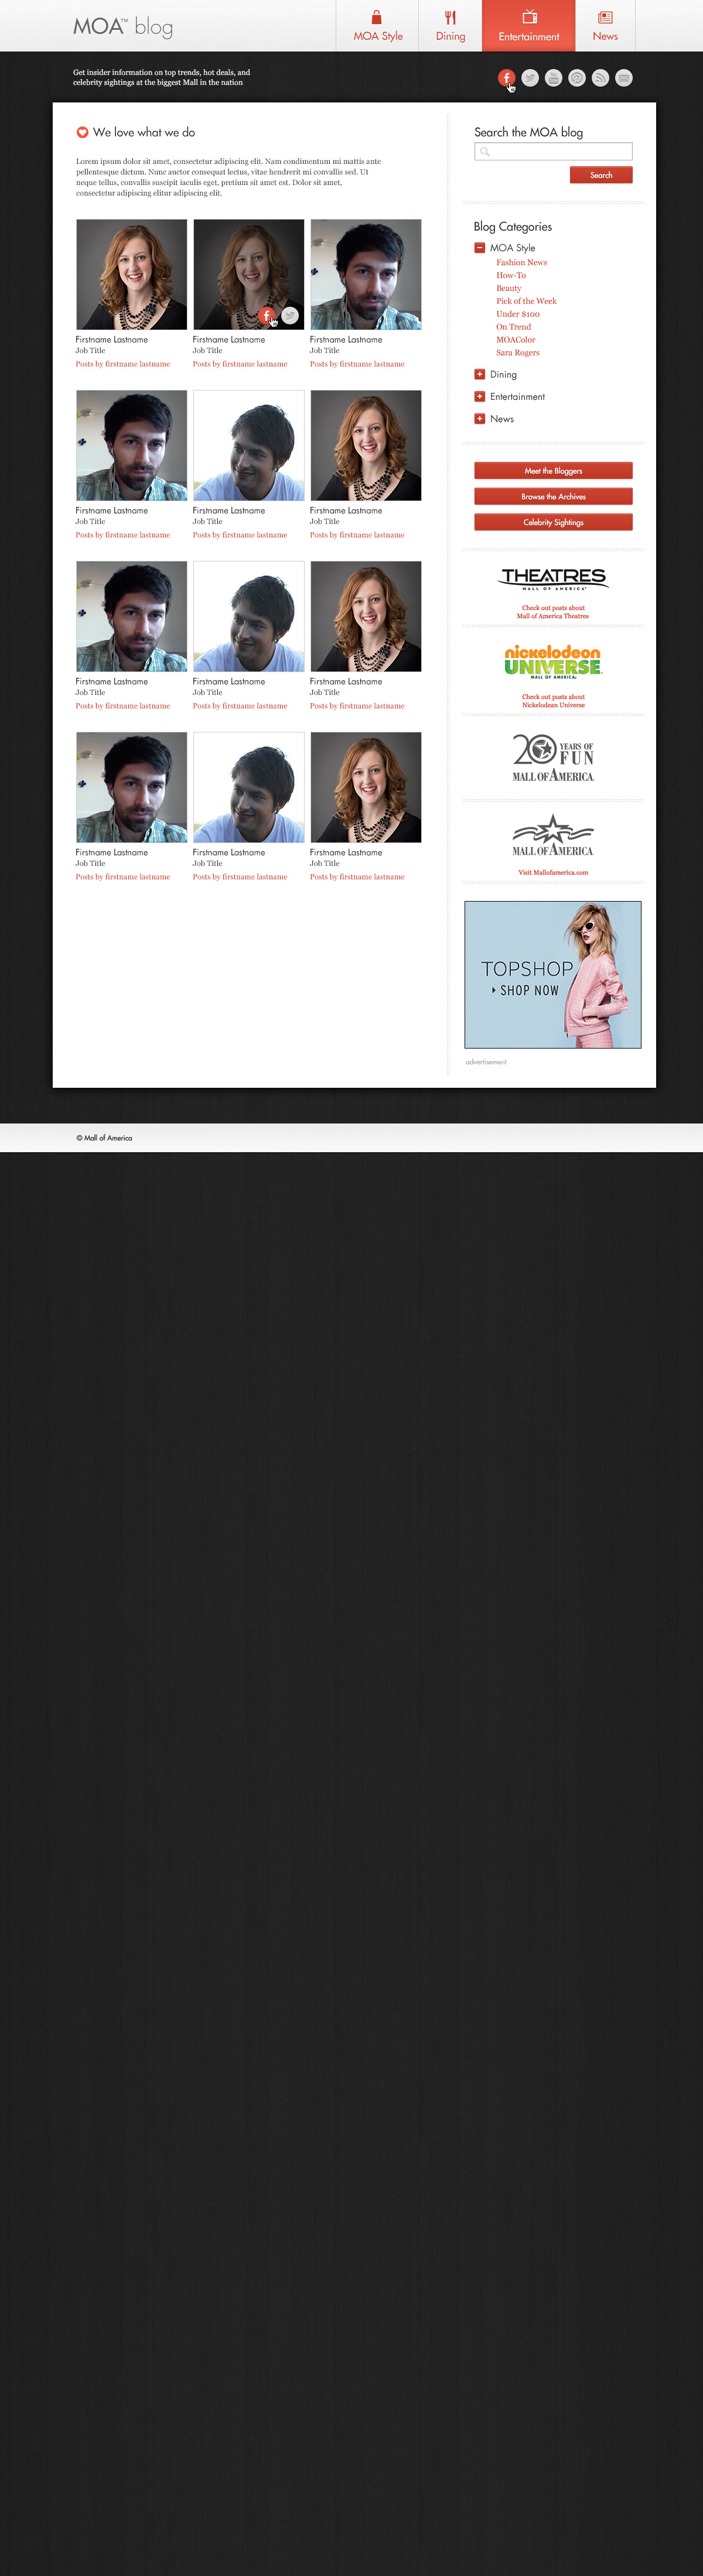 MOA™ blog
MOA Style
Dining
Entertainment
News
Get insider information on top trends, hot deals, and
celebrity sightings at the biggest Mall in the nation
We love what we do
Lorem ipsum dolor sit amet, consectetur adipiscing elit. Nam condimentum mi mattis ante
pellentesque dictum. Nunc auctor consequat lectus, vitae hendrerit mi convallis sed. Ut
neque tellus, convallis suscipit iaculis eget, pretium sit amet est. Dolor sit amet,
consectetur adipiscing elitur adipiscing elit.
Firstname Lastname
Job Title
Posts by firstname lastname
Firstname Lastname
Job Title
Posts by firstname lastname
Firstname Lastname
Job Title
Posts by firstname lastname
Firstname Lastname
Job Title
Posts by firstname lastname
Firstname Lastname
Job Title
Posts by firstname lastname
Firstname Lastname
Job Title
Posts by firstname lastname
Firstname Lastname
Job Title
Posts by firstname lastname
Firstname Lastname
Job Title
Posts by firstname lastname
Firstname Lastname
Job Title
Posts by firstname lastname
Firstname Lastname
Job Title
Posts by firstname lastname
Firstname Lastname
Job Title
Posts by firstname lastname
Firstname Lastname
Job Title
Posts by firstname lastname
Search the MOA blog
Search
Blog Categories
MOA Style
Fashion News
How-To
Beauty
Pick of the Week
Under $100
On Trend
MOAColor
Sara Rogers
Dining
Entertainment
News
Meet the Bloggers
Browse the Archives
Celebrity Sightings
THEATRES
MALL OF AMERICA®
Check out posts about
Mall of America Theatres
nickelodeon
UNIVERSE
MALL OF AMERICA®
Check out posts about
Nickelodean Universe
20 YEARS OF
FUN
MALL OF AMERICA
MALL OF AMERICA
Visit Mallofamerica.com
TOPSHOP
SHOP NOW
advertisement
© Mall of America